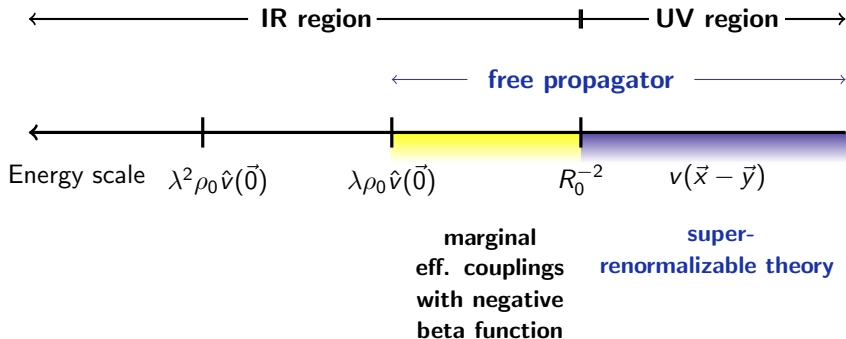 IR region UV region
free propagator
Energy scale λ²ρ₀v̂(0⃗) λρ₀v̂(0⃗) R₀⁻² v(x⃗ − y⃗)
marginal super-
eff. couplings renormalizable theory
with negative
beta function